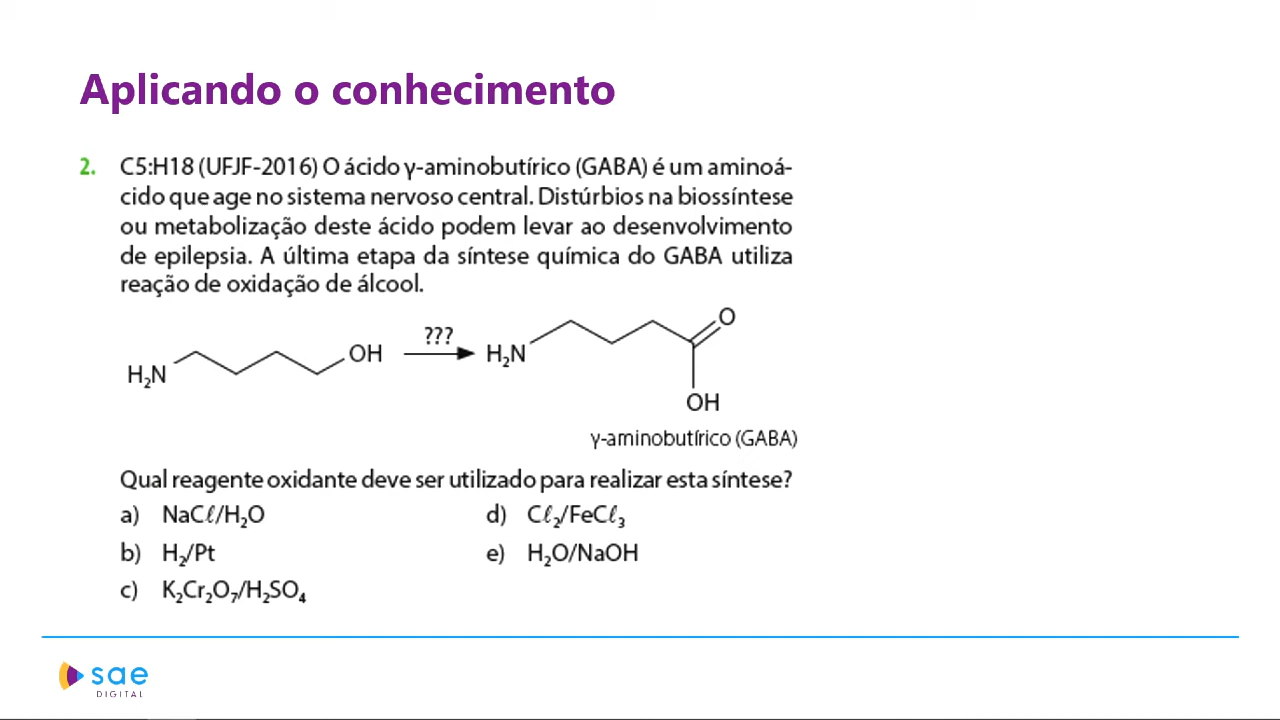 Aplicando o conhecimento
2. C5:H18 (UFJF-2016) O ácido γ-aminobutírico (GABA) é um aminoá-
cido que age no sistema nervoso central. Distúrbios na biossíntese
ou metabolização deste ácido podem levar ao desenvolvimento
de epilepsia. A última etapa da síntese química do GABA utiliza
reação de oxidação de álcool.
H₂N OH ??? H₂N O OH
γ-aminobutírico (GABA)
Qual reagente oxidante deve ser utilizado para realizar esta síntese?
a) NaCℓ/H₂O
b) H₂/Pt
c) K₂Cr₂O₇/H₂SO₄
d) Cℓ₂/FeCℓ₃
e) H₂O/NaOH
sae
DIGITAL